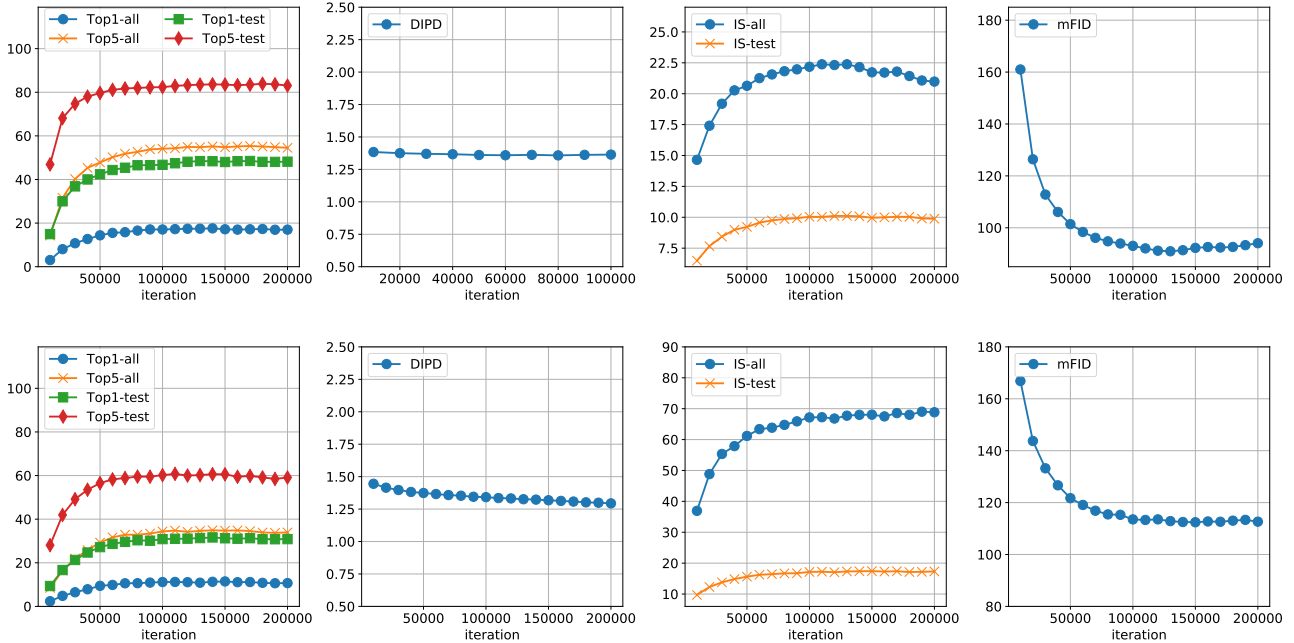 Top1-all
Top5-all
Top1-test
Top5-test
0
20
40
60
80
100
50000 100000 150000 200000
iteration
DIPD
0.50
0.75
1.00
1.25
1.50
1.75
2.00
2.25
2.50
20000 40000 60000 80000 100000
iteration
IS-all
IS-test
7.5
10.0
12.5
15.0
17.5
20.0
22.5
25.0
50000 100000 150000 200000
iteration
mFID
100
120
140
160
180
50000 100000 150000 200000
iteration
Top1-all
Top5-all
Top1-test
Top5-test
0
20
40
60
80
100
50000 100000 150000 200000
iteration
DIPD
0.50
0.75
1.00
1.25
1.50
1.75
2.00
2.25
2.50
50000 100000 150000 200000
iteration
IS-all
IS-test
10
20
30
40
50
60
70
80
90
50000 100000 150000 200000
iteration
mFID
80
100
120
140
160
180
50000 100000 150000 200000
iteration